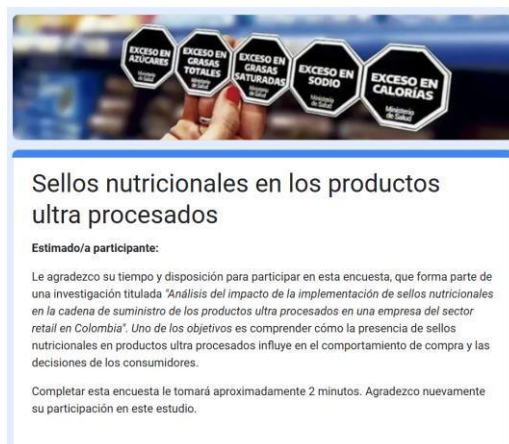 EXCESO EN
AZÚCARES
Ministerio
de Salud
EXCESO EN
GRASAS
TOTALES
Ministerio
de Salud
EXCESO EN
GRASAS
SATURADAS
Ministerio
de Salud
EXCESO EN
SODIO
Ministerio
de Salud
EXCESO EN
CALORÍAS
Ministerio
de Salud
Sellos nutricionales en los productos
ultra procesados
Estimado/a participante:
Le agradezco su tiempo y disposición para participar en esta encuesta, que forma parte de
una investigación titulada "Análisis del impacto de la implementación de sellos nutricionales
en la cadena de suministro de los productos ultra procesados en una empresa del sector
retail en Colombia". Uno de los objetivos es comprender cómo la presencia de sellos
nutricionales en productos ultra procesados influye en el comportamiento de compra y las
decisiones de los consumidores.
Completar esta encuesta le tomará aproximadamente 2 minutos. Agradezco nuevamente
su participación en este estudio.